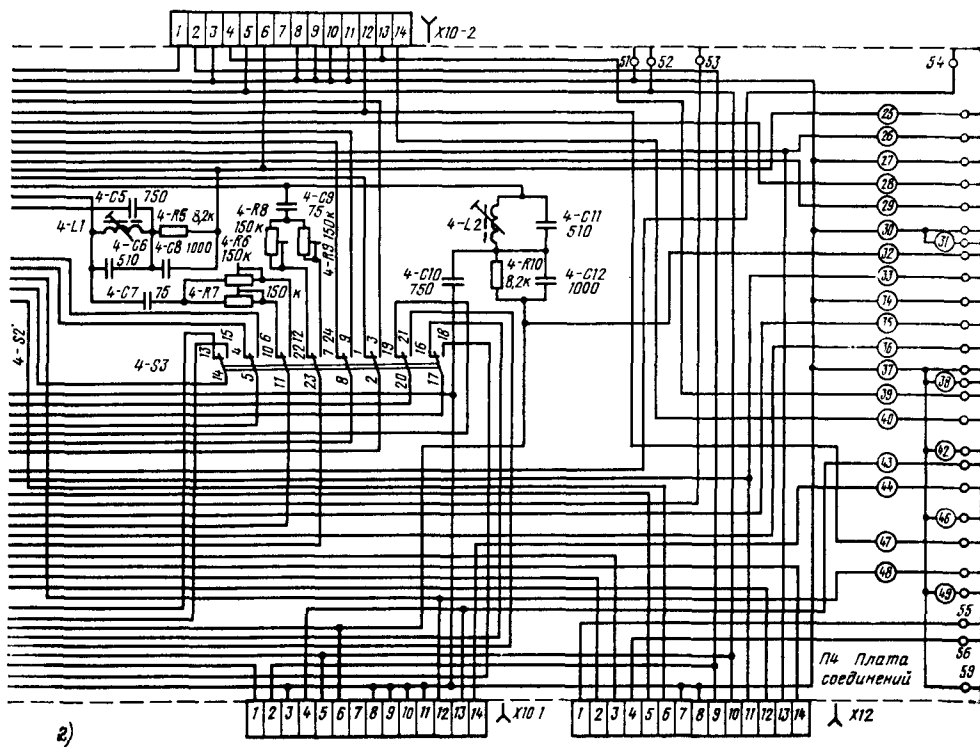 1 2 3 4 5 6 7 8 9 10 11 12 13 14 X10-2
51 52 53 54
25
26
27
28
29
30
31
32
33
34
35
36
37
38
39
40
42
43
44
46
47
48
49
55
56
59
4-C5 750
4-L1
4-R5 8,2к
4-C6 510
4-C8 1000
4-C7 75
4-R7 150к
4-R6 150к
4-R8 150к
4-C9 75
4-R9 150к
4-L2
4-C11 510
4-C10 750
4-R10 8,2к
4-C12 1000
4-S2
4-S3
13 15 4 10 6 22 12 7 24 9 1 3 19 21 16 18
14 5 11 23 8 2 20 17
П4 Плата
соединений
1 2 3 4 5 6 7 8 9 10 11 12 13 14 X10 1
1 2 3 4 5 6 7 8 9 10 11 12 13 14 X12
г)